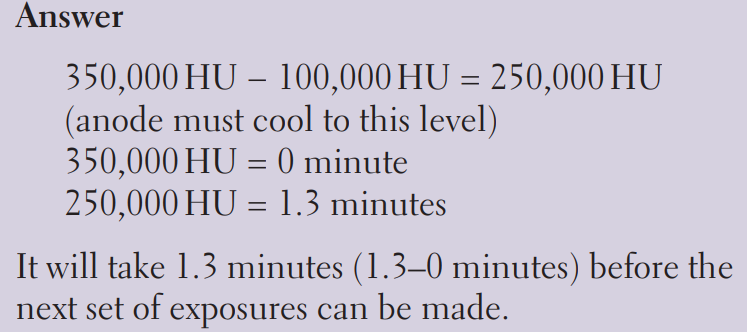 Answer
350,000 HU – 100,000 HU = 250,000 HU
(anode must cool to this level)
350,000 HU = 0 minute
250,000 HU = 1.3 minutes
It will take 1.3 minutes (1.3–0 minutes) before the
next set of exposures can be made.